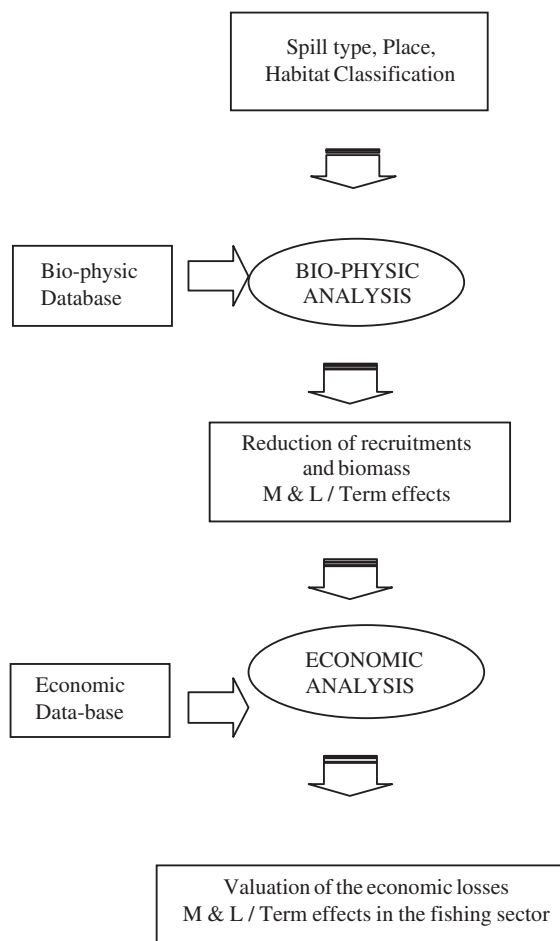 Spill type, Place,
Habitat Classification
Bio-physic
Database
BIO-PHYSIC
ANALYSIS
Reduction of recruitments
and biomass
M & L / Term effects
Economic
Data-base
ECONOMIC
ANALYSIS
Valuation of the economic losses
M & L / Term effects in the fishing sector